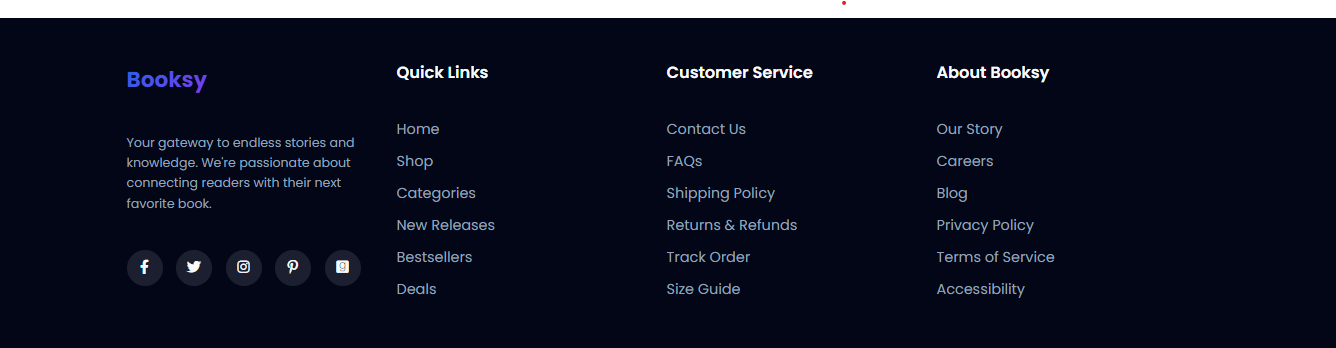 Booksy
Your gateway to endless stories and
knowledge. We're passionate about
connecting readers with their next
favorite book.
Quick Links
Home
Shop
Categories
New Releases
Bestsellers
Deals
Customer Service
Contact Us
FAQs
Shipping Policy
Returns & Refunds
Track Order
Size Guide
About Booksy
Our Story
Careers
Blog
Privacy Policy
Terms of Service
Accessibility